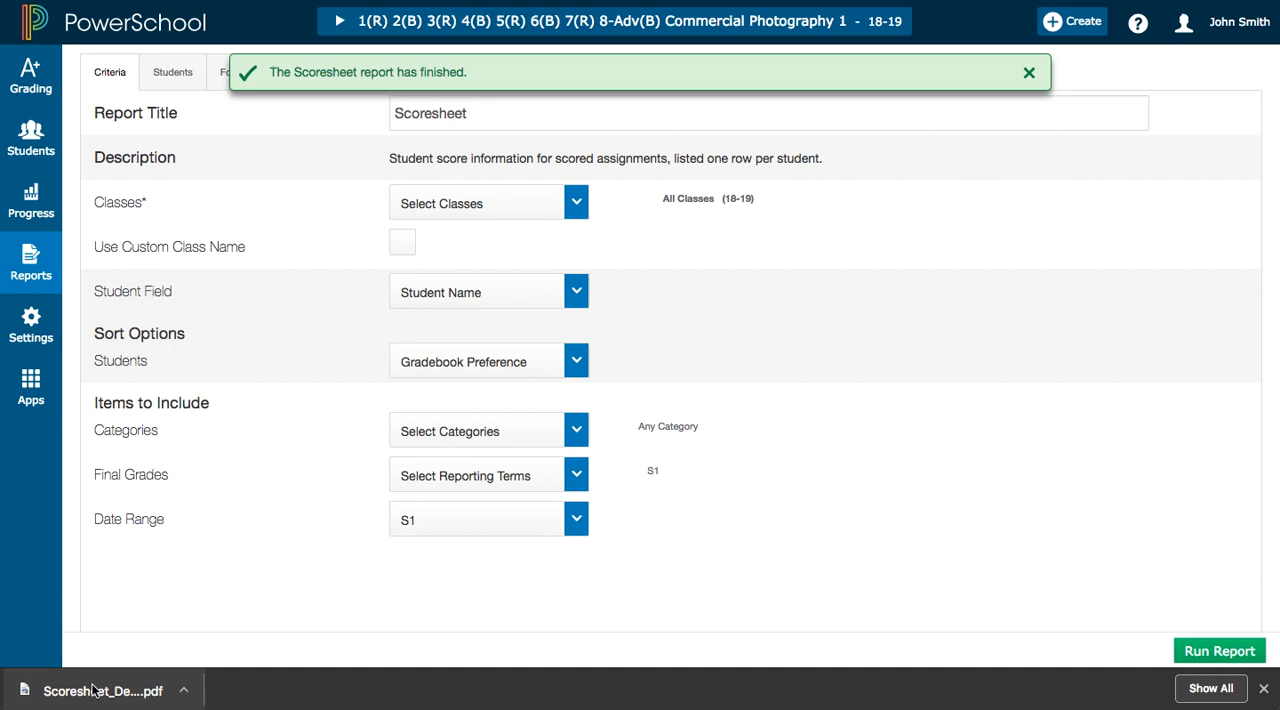 PowerSchool
1(R) 2(B) 3(R) 4(B) 5(R) 6(B) 7(R) 8-Adv(B) Commercial Photography 1 - 18-19
Create
?
John Smith
A+
Grading
Students
Progress
Reports
Settings
Apps
Criteria
Students
The Scoresheet report has finished.
Report Title
Scoresheet
Description
Student score information for scored assignments, listed one row per student.
Classes*
Select Classes
All Classes (18-19)
Use Custom Class Name
Student Field
Student Name
Sort Options
Students
Gradebook Preference
Items to Include
Categories
Select Categories
Any Category
Final Grades
Select Reporting Terms
S1
Date Range
S1
Run Report
Scoresheet_De....pdf
Show All